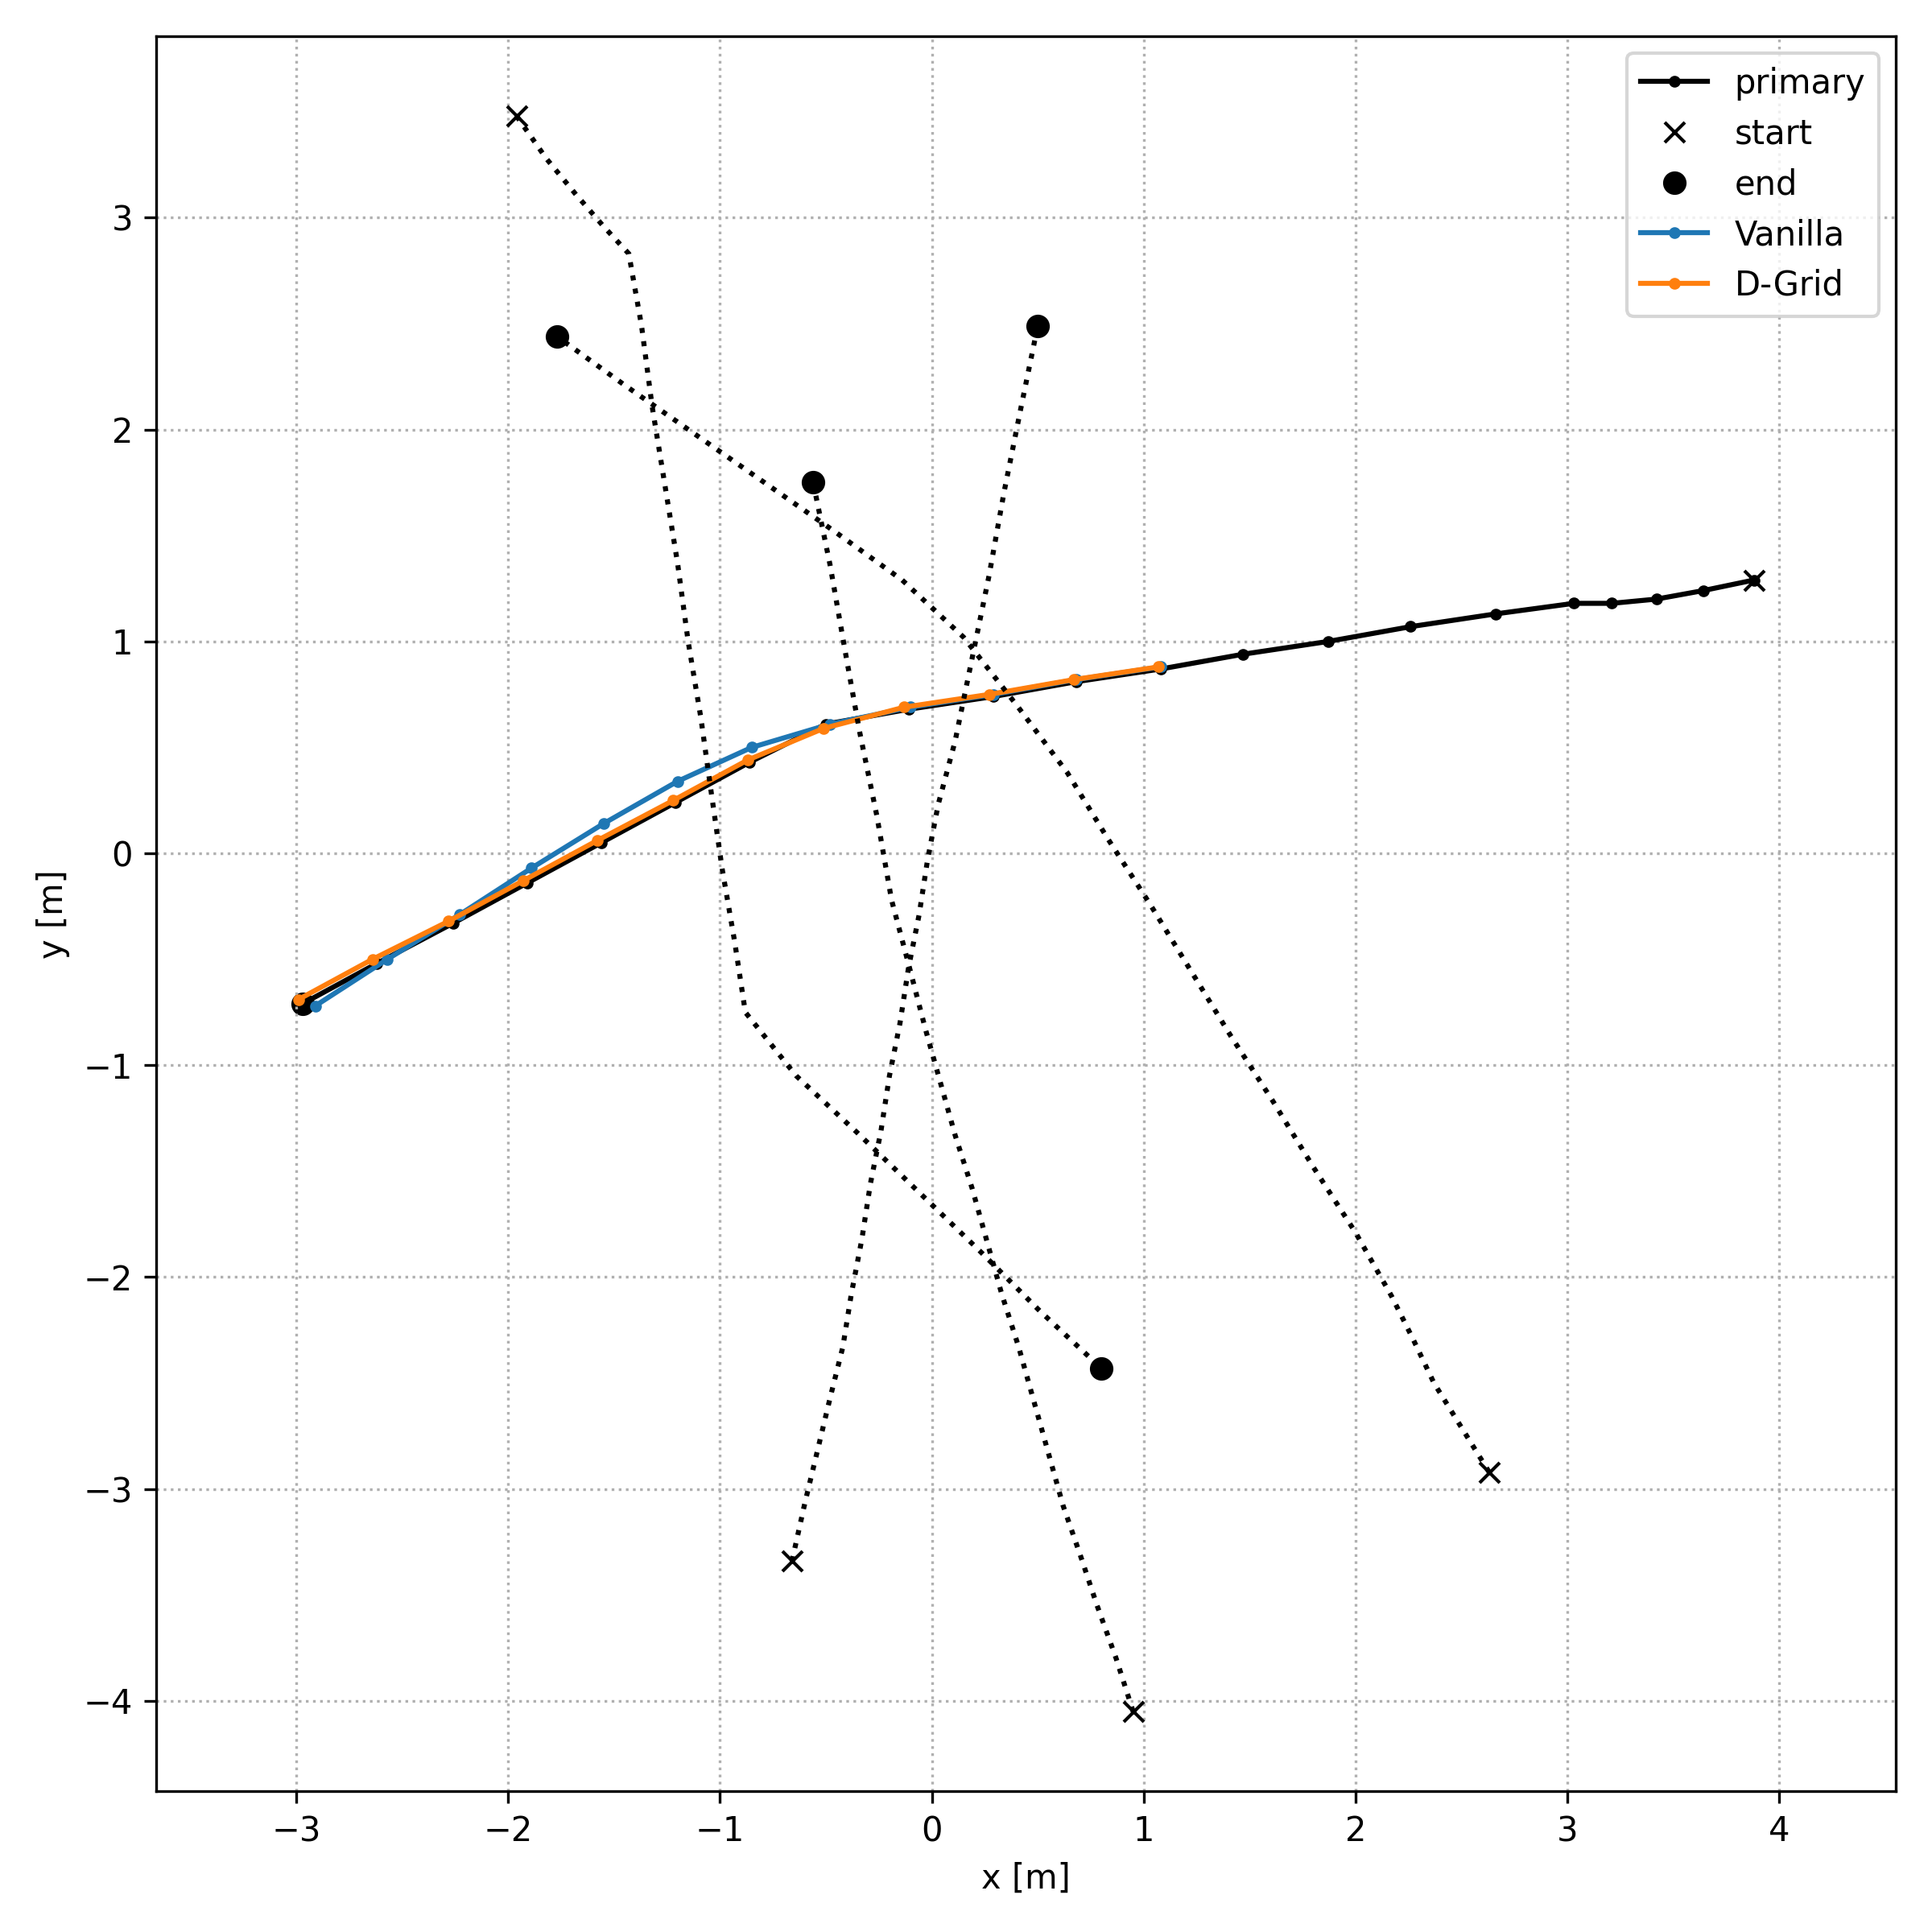 primary
start
end
Vanilla
D-Grid
3
2
1
0
−1
−2
−3
−4
y [m]
−3 −2 −1 0 1 2 3 4
x [m]